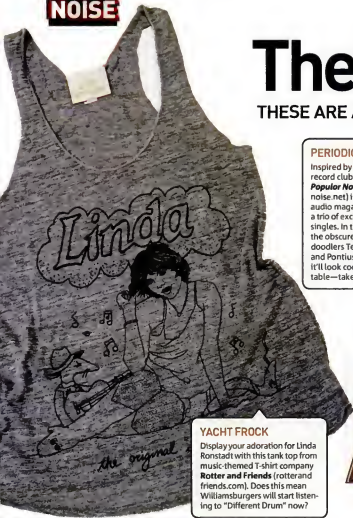 NOISE
The
THESE ARE
PERIODIC
Inspired by
record club
Popular No
noise.net) i
audio maga
a trio of exc
singles. In t
the obscure
doodlers Te
and Pontius
it'll look coo
table—take
Linda
the original
YACHT FROCK
Display your adoration for Linda
Ronstadt with this tank top from
music-themed T-shirt company
Rotter and Friends (rotterand
friends.com). Does this mean
Williamsburgers will start listen-
ing to "Different Drum" now?